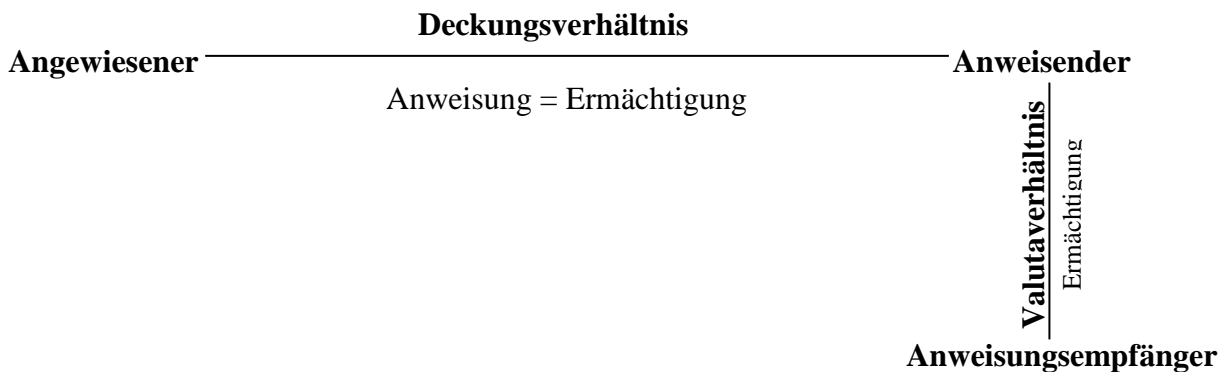 Deckungsverhältnis
Angewiesener
Anweisender
Anweisung = Ermächtigung
Valutaverhältnis
Ermächtigung
Anweisungsempfänger